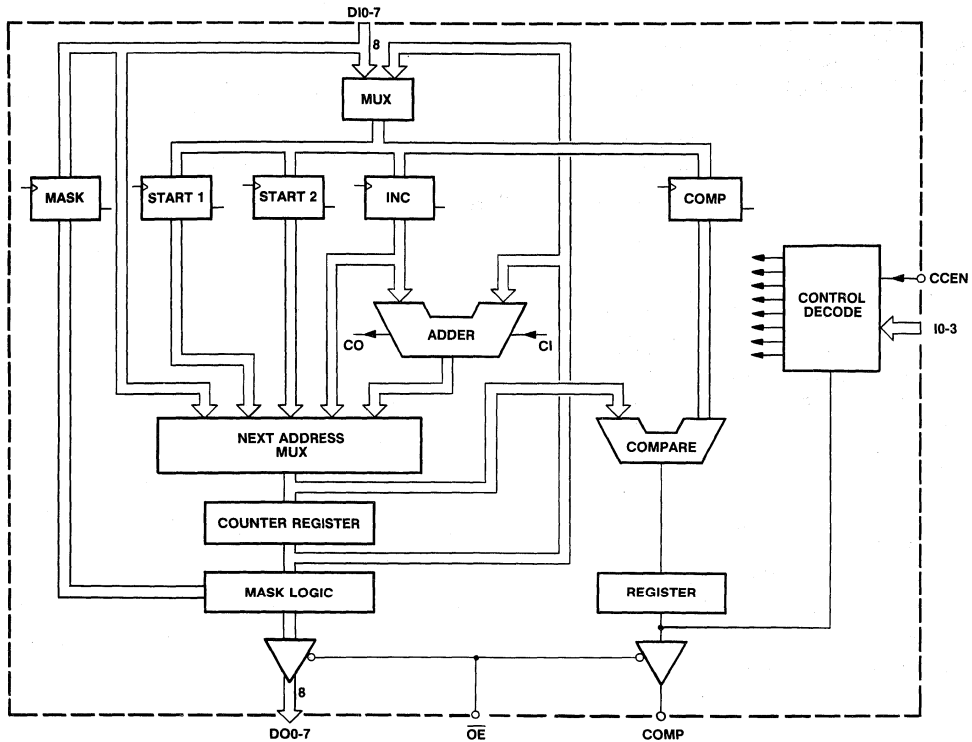 DI0-7
8
MUX
MASK
START 1
START 2
INC
COMP
CONTROL
DECODE
CCEN
I0-3
CO
ADDER
CI
NEXT ADDRESS
MUX
COMPARE
COUNTER REGISTER
MASK LOGIC
REGISTER
8
DO0-7
OE
COMP